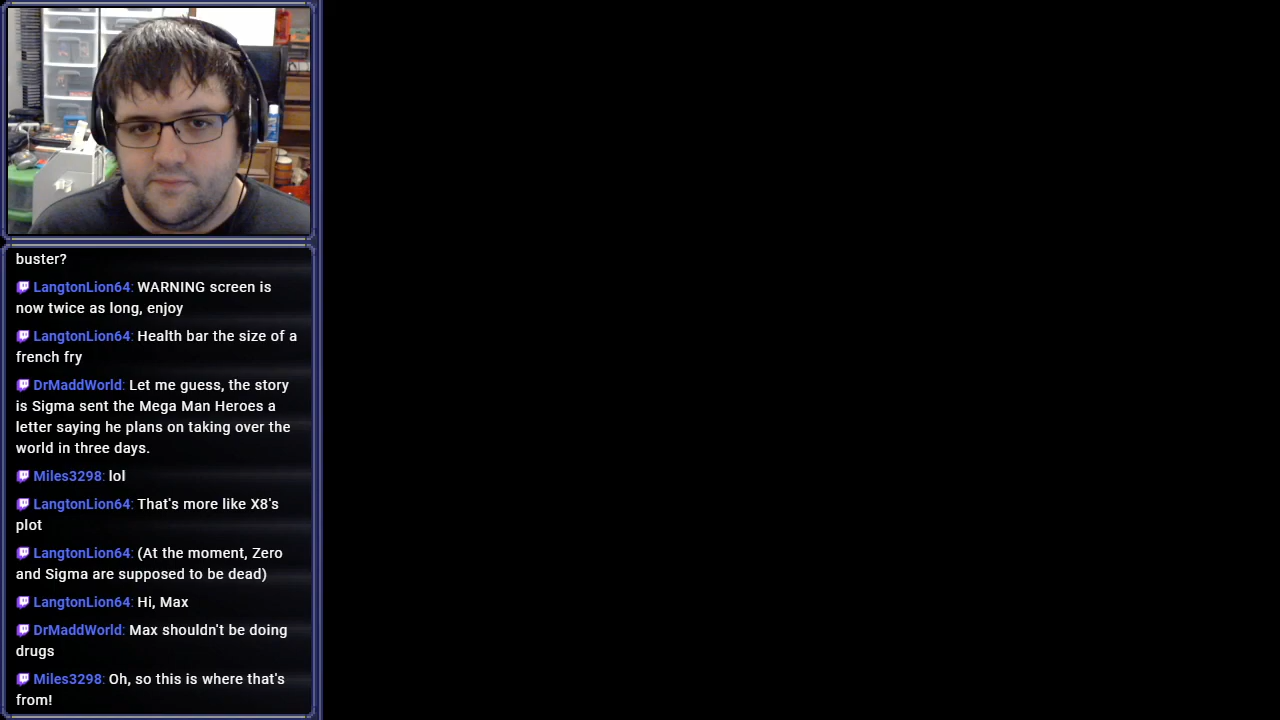 buster?
LangtonLion64: WARNING screen is
now twice as long, enjoy
LangtonLion64: Health bar the size of a
french fry
DrMaddWorld: Let me guess, the story
is Sigma sent the Mega Man Heroes a
letter saying he plans on taking over the
world in three days.
Miles3298: lol
LangtonLion64: That's more like X8's
plot
LangtonLion64: (At the moment, Zero
and Sigma are supposed to be dead)
LangtonLion64: Hi, Max
DrMaddWorld: Max shouldn't be doing
drugs
Miles3298: Oh, so this is where that's
from!